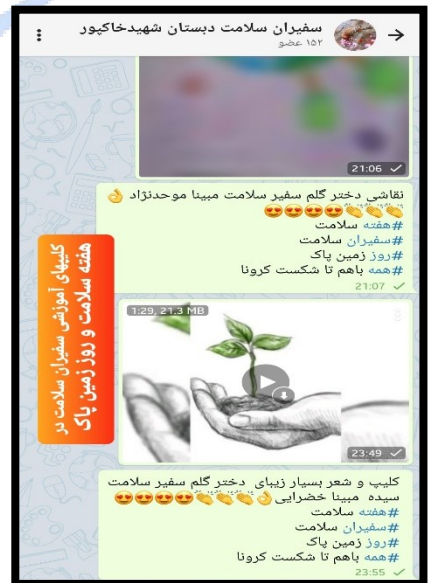 سفیران سلامت دبستان شهیدخاکپور
۱۵۲ عضو
21:06
نقاشی دختر گلم سفیر سلامت مبینا موحدنژاد 👌
👏👏👏😍😍😍😍
#هفته سلامت
#سفیران سلامت
#روز زمین پاک
#همه باهم تا شکست کرونا
21:07
کلیپهای آموزشی سفیران سلامت در
هفته سلامت و روز زمین پاک
1:29, 21.3 MB
23:49
کلیپ و شعر بسیار زیبای دختر گلم سفیر سلامت
سیده مبینا خضرایی👌👏👏👏👏😍😍😍😍
#هفته سلامت
#سفیران سلامت
#روز زمین پاک
#همه باهم تا شکست کرونا
23:55